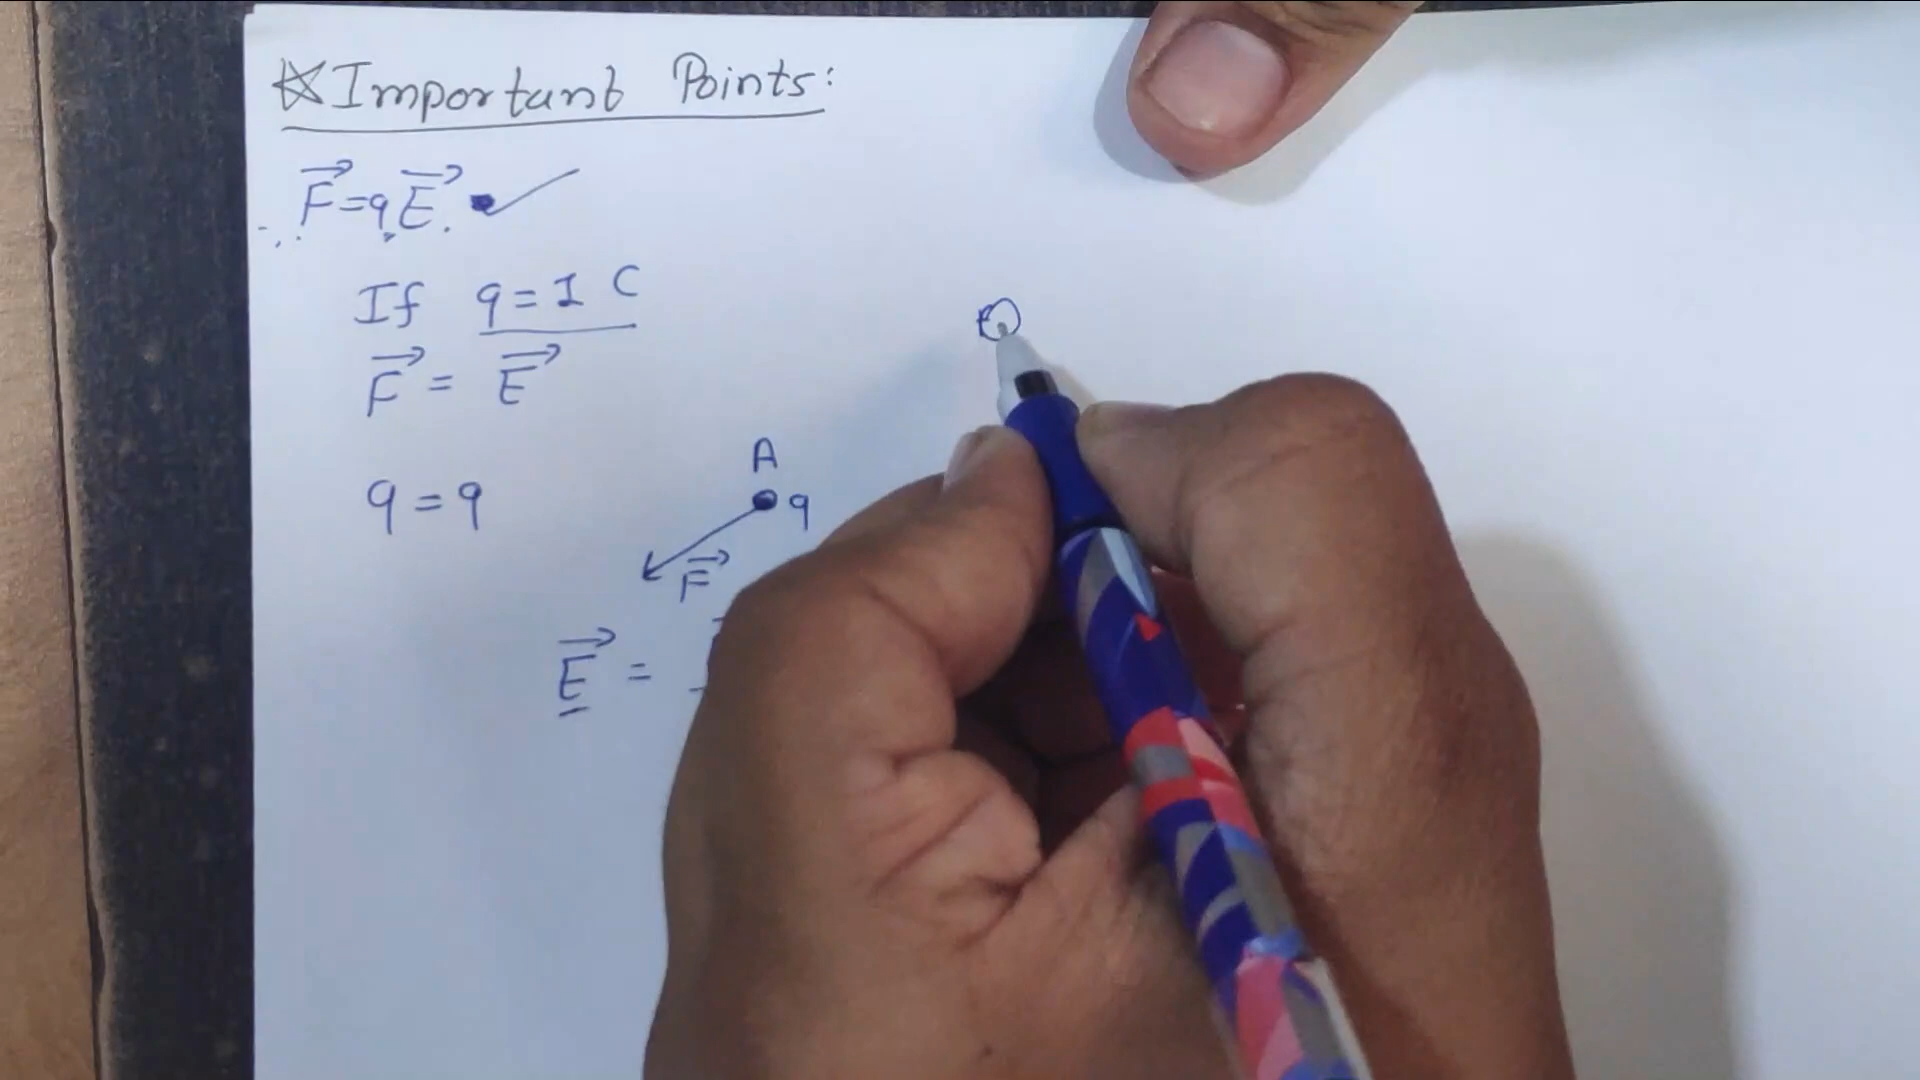 ☆ Important Points:
F⃗=qE⃗. ✓
If q=1 C
F⃗ = E⃗
A
q = q
q
F⃗
E⃗ =